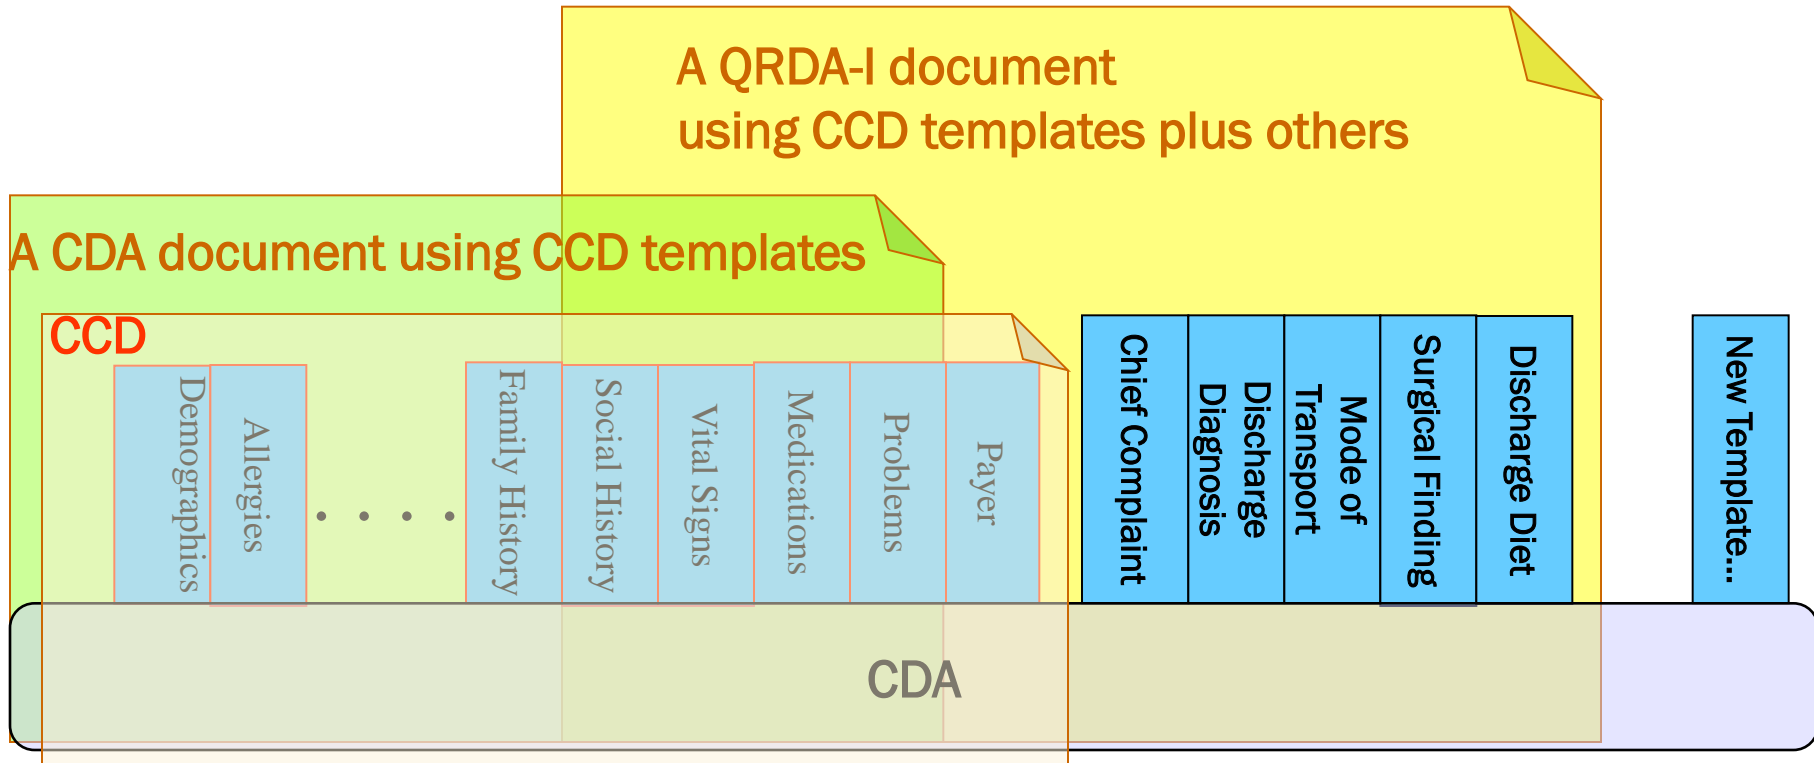 A QRDA-I document
using CCD templates plus others
A CDA document using CCD templates
CCD
Demographics
Allergies
. . . .
Family History
Social History
Vital Signs
Medications
Problems
Payer
Chief Complaint
Discharge
Diagnosis
Mode of
Transport
Surgical Finding
Discharge Diet
New Template...
CDA